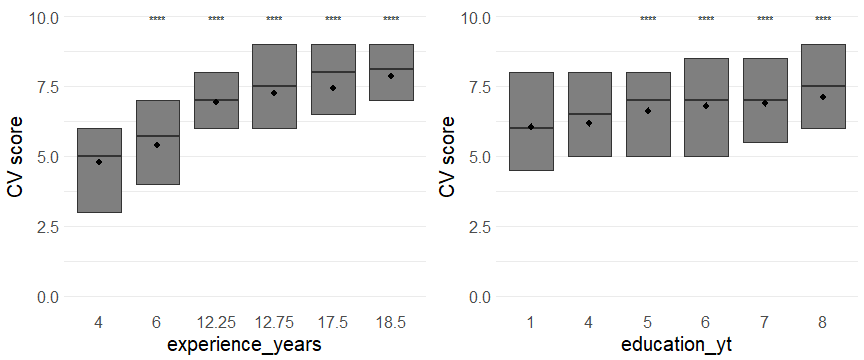 **** **** **** **** ****
10.0
7.5
5.0
2.5
0.0
CV score
4 6 12.25 12.75 17.5 18.5
experience_years
**** **** **** ****
10.0
7.5
5.0
2.5
0.0
CV score
1 4 5 6 7 8
education_yt